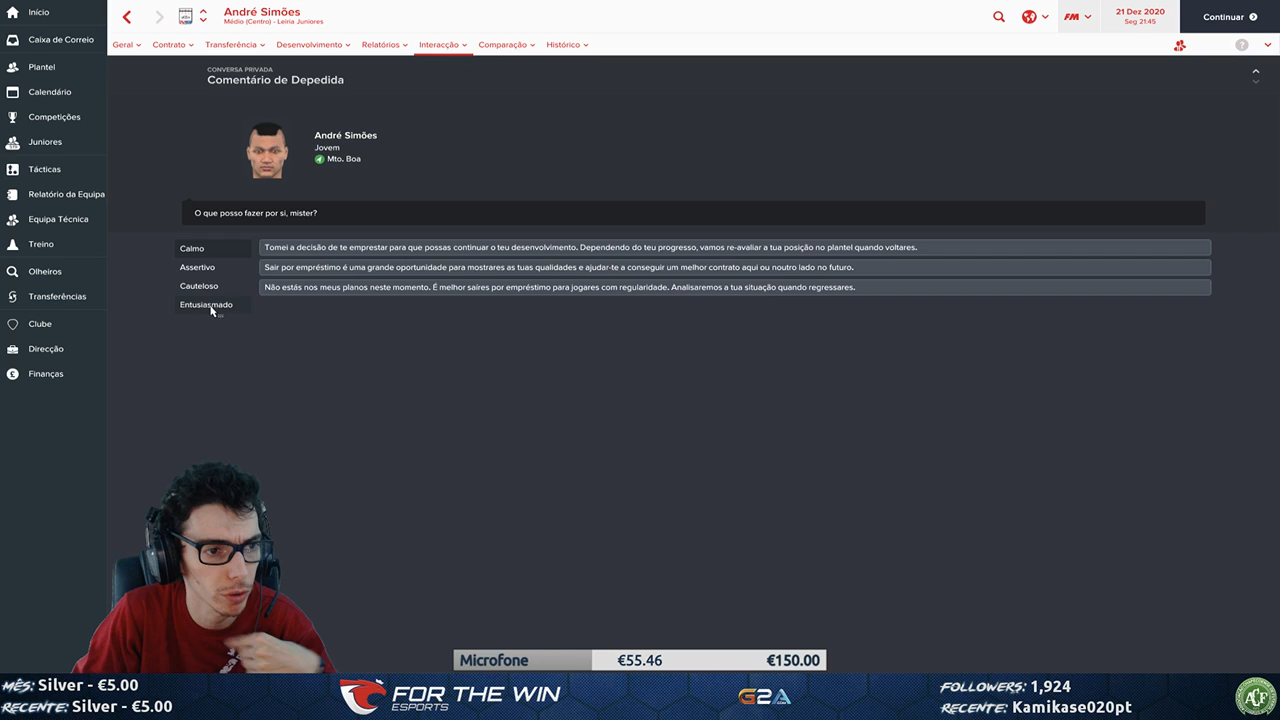 Início
Caixa de Correio
Plantel
Calendário
Competições
Juniores
Tácticas
Relatório da Equipa
Equipa Técnica
Treino
Olheiros
Transferências
Clube
Direcção
Finanças
André Simões
Médio (Centro) - Leiria Juniores
FM
21 Dez 2020
Seg 21:45
Continuar
Geral
Contrato
Transferência
Desenvolvimento
Relatórios
Interacção
Comparação
Histórico
CONVERSA PRIVADA
Comentário de Depedida
André Simões
Jovem
Mto. Boa
O que posso fazer por si, mister?
Calmo
Assertivo
Cauteloso
Entusiasmado
Tomei a decisão de te emprestar para que possas continuar o teu desenvolvimento. Dependendo do teu progresso, vamos re-avaliar a tua posição no plantel quando voltares.
Sair por empréstimo é uma grande oportunidade para mostrares as tuas qualidades e ajudar-te a conseguir um melhor contrato aqui ou noutro lado no futuro.
Não estás nos meus planos neste momento. É melhor saíres por empréstimo para jogares com regularidade. Analisaremos a tua situação quando regressares.
Microfone €55.46 €150.00
MÊS: Silver - €5.00
RECENTE: Silver - €5.00
FOR THE WIN
ESPORTS
G2A
FOLLOWERS: 1,924
RECENTE: Kamikase020pt
ACF